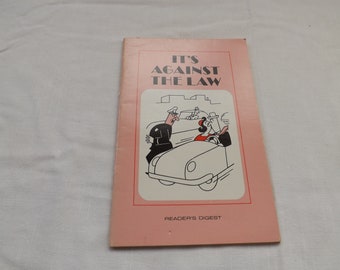 IT'S
AGAINST
THE LAW
READER'S DIGEST